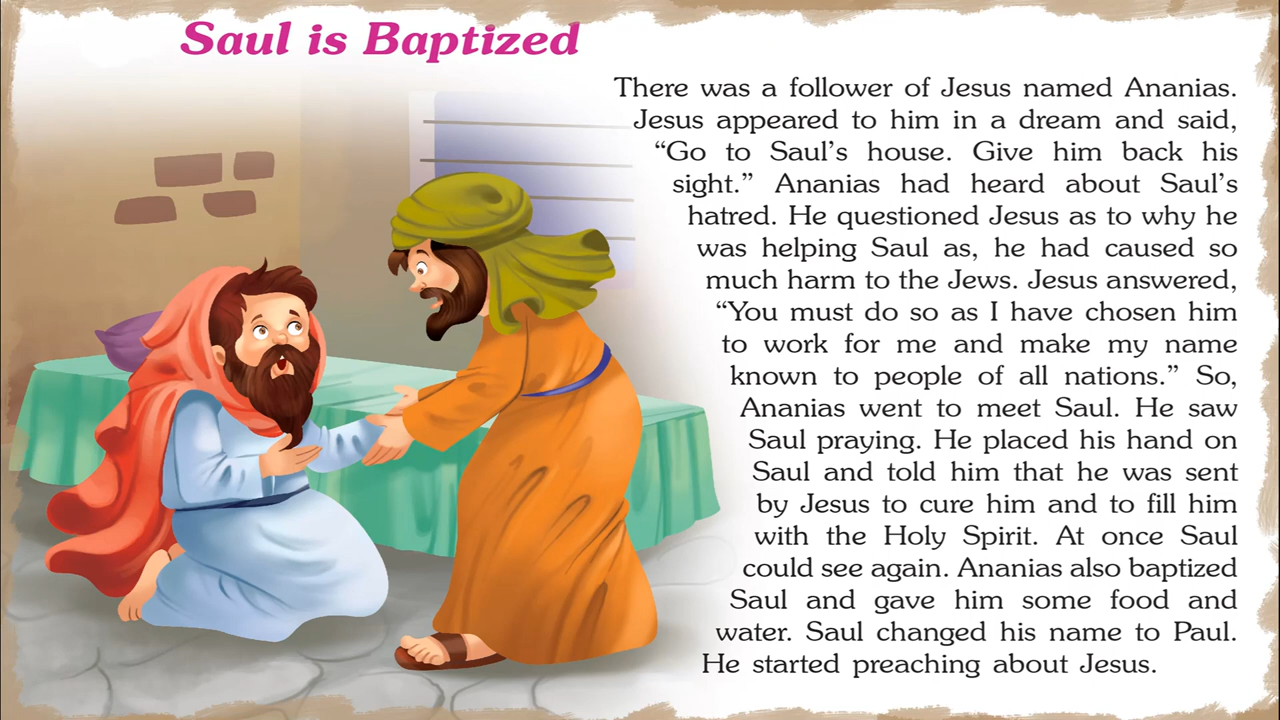 Saul is Baptized
There was a follower of Jesus named Ananias.
Jesus appeared to him in a dream and said,
“Go to Saul’s house. Give him back his
sight.” Ananias had heard about Saul’s
hatred. He questioned Jesus as to why he
was helping Saul as, he had caused so
much harm to the Jews. Jesus answered,
“You must do so as I have chosen him
to work for me and make my name
known to people of all nations.” So,
Ananias went to meet Saul. He saw
Saul praying. He placed his hand on
Saul and told him that he was sent
by Jesus to cure him and to fill him
with the Holy Spirit. At once Saul
could see again. Ananias also baptized
Saul and gave him some food and
water. Saul changed his name to Paul.
He started preaching about Jesus.